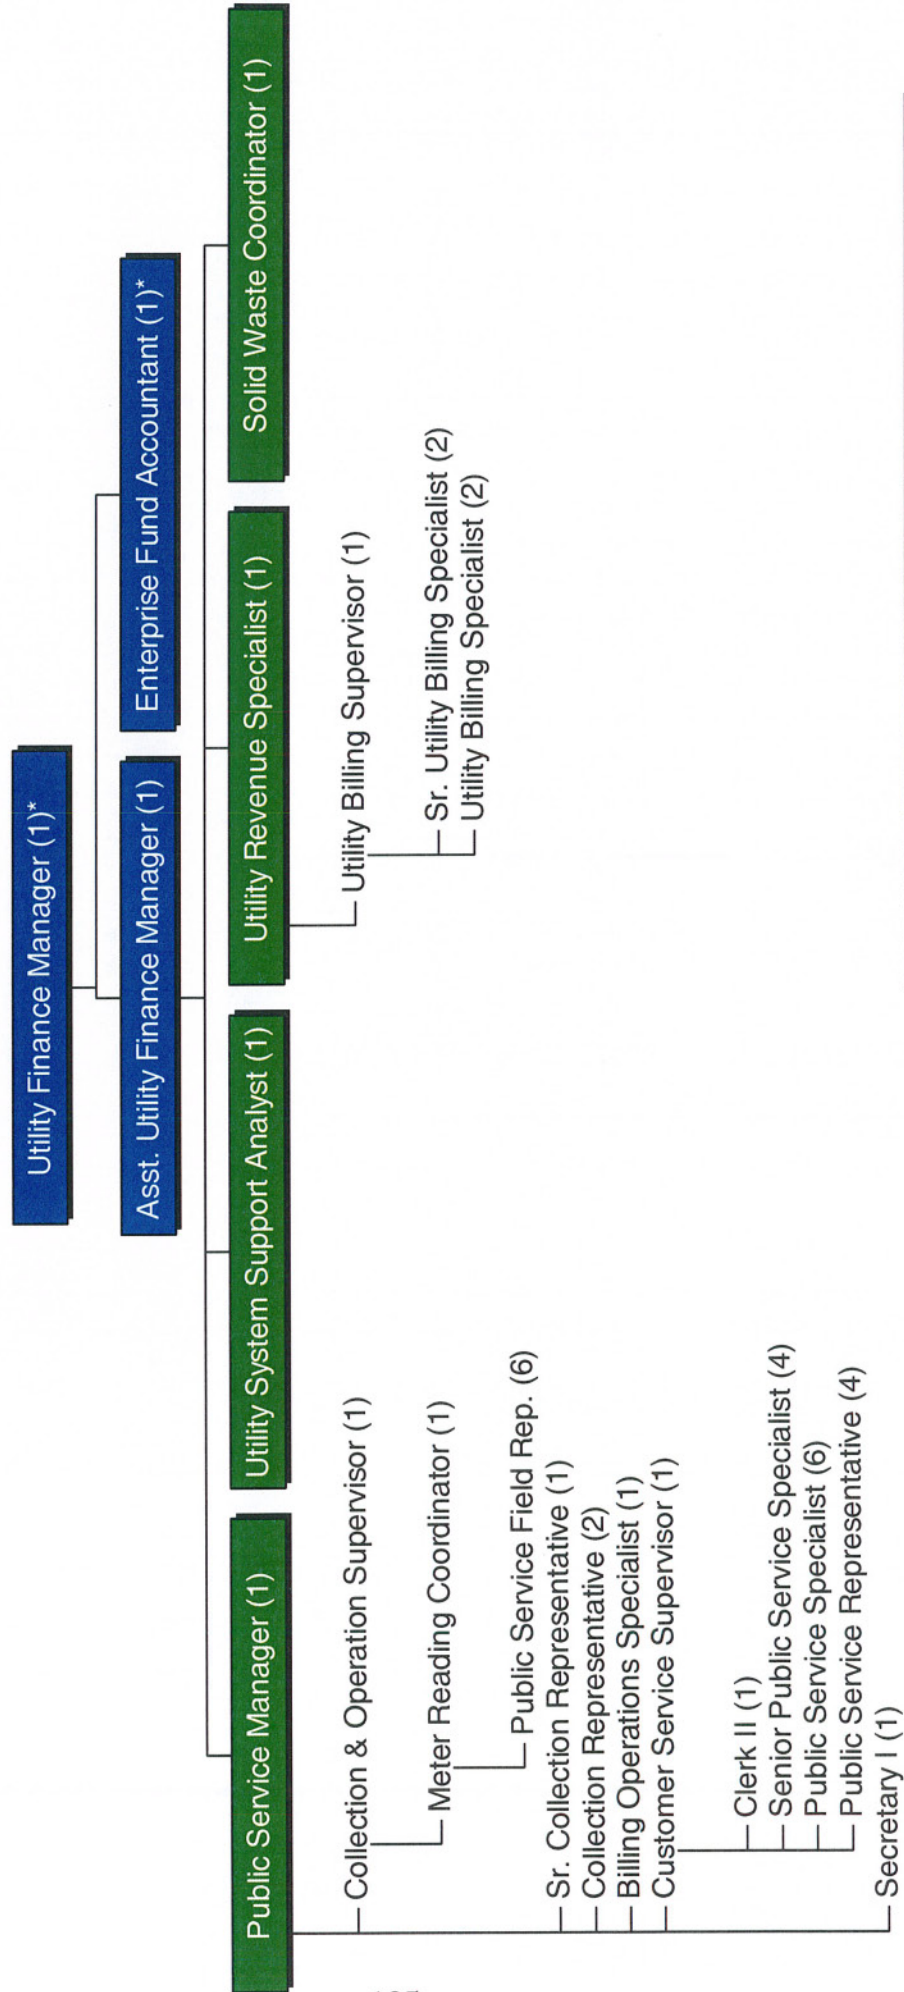 Utility Finance Manager (1)*
Asst. Utility Finance Manager (1)
Enterprise Fund Accountant (1)*
Public Service Manager (1)
Utility System Support Analyst (1)
Utility Revenue Specialist (1)
Solid Waste Coordinator (1)
Collection & Operation Supervisor (1)
Meter Reading Coordinator (1)
Public Service Field Rep. (6)
Sr. Collection Representative (1)
Collection Representative (2)
Billing Operations Specialist (1)
Customer Service Supervisor (1)
Clerk II (1)
Senior Public Service Specialist (4)
Public Service Specialist (6)
Public Service Representative (4)
Secretary I (1)
Utility Billing Supervisor (1)
Sr. Utility Billing Specialist (2)
Utility Billing Specialist (2)